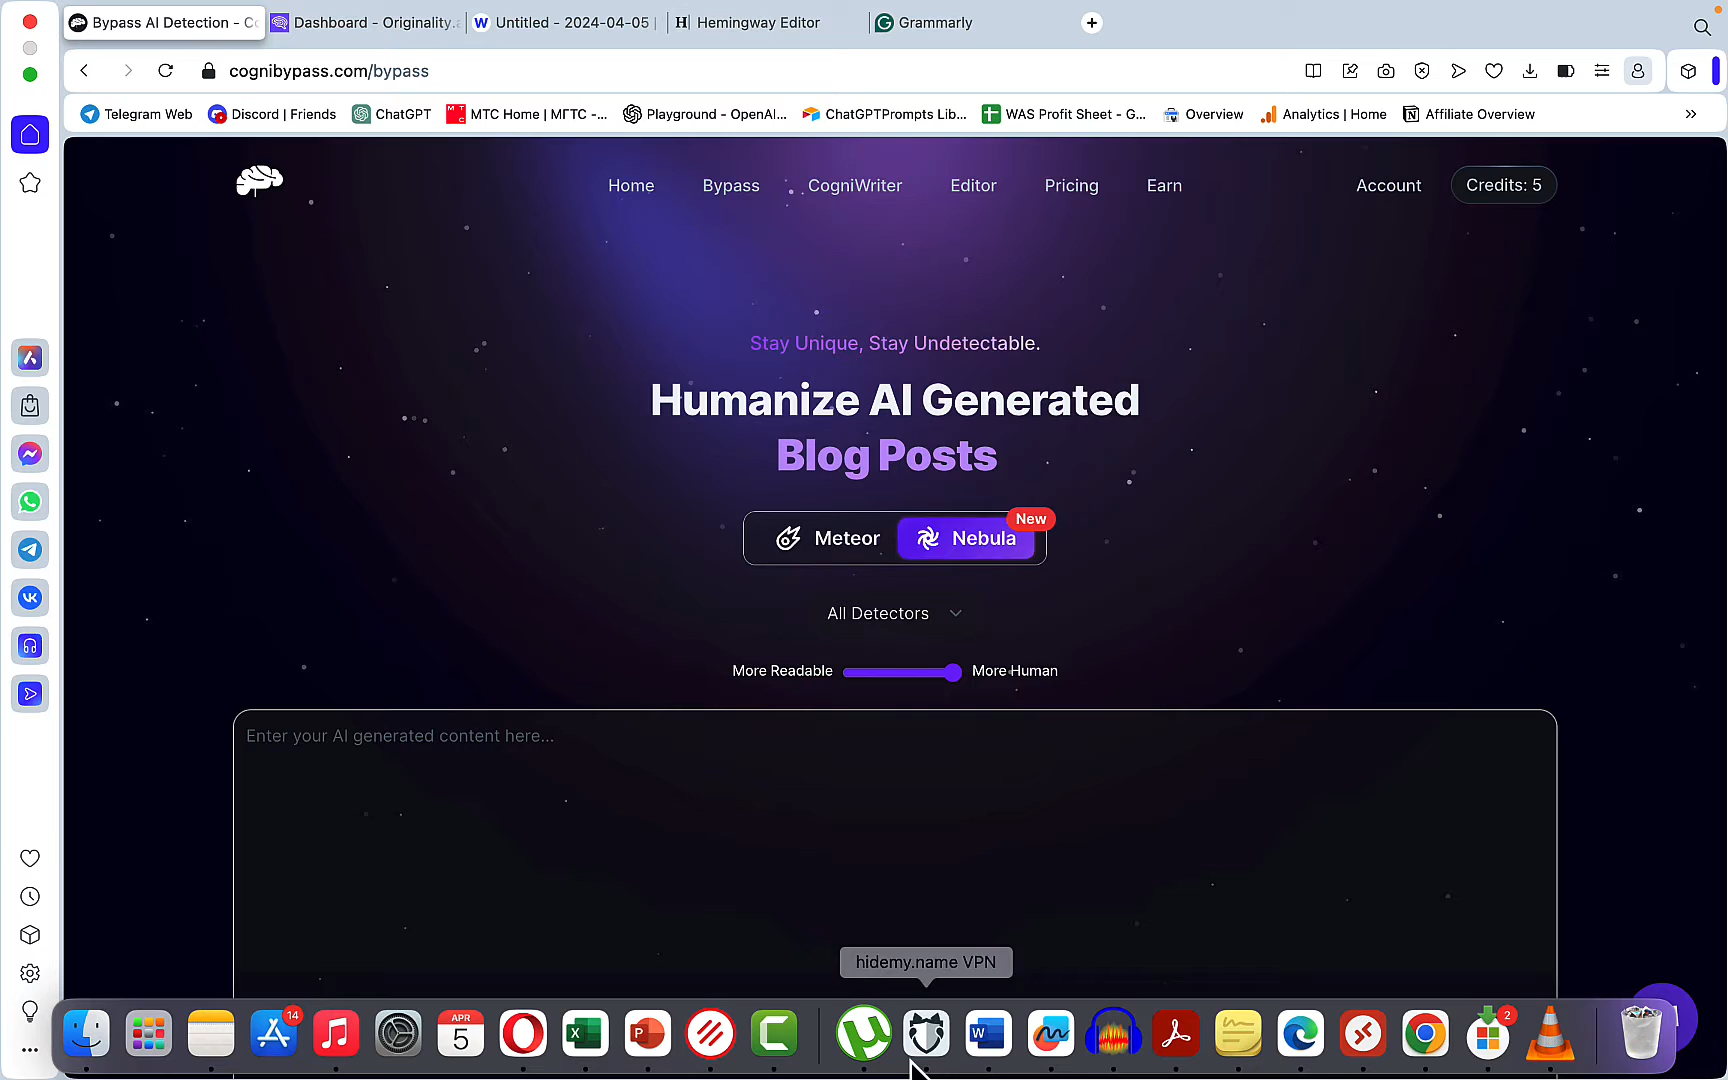 Bypass AI Detection - Co
Dashboard - Originality.a
W Untitled - 2024-04-05
H Hemingway Editor
Grammarly
cognibypass.com/bypass
Telegram Web
Discord | Friends
ChatGPT
МТС Home | МГТС -...
Playground - OpenAI...
ChatGPTPrompts Lib...
WAS Profit Sheet - G...
Overview
Analytics | Home
Affiliate Overview
Home
Bypass
CogniWriter
Editor
Pricing
Earn
Account
Credits: 5
Stay Unique, Stay Undetectable.
Humanize AI Generated
Blog Posts
New
Meteor
Nebula
All Detectors
More Readable
More Human
Enter your AI generated content here...
hidemy.name VPN
14
APR
5
2